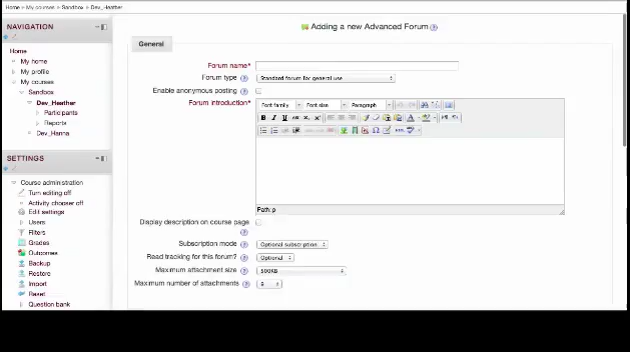 Home ▸ My courses ▸ Sandbox ▸ Dev_Heather
NAVIGATION
Home
My home
My profile
My courses
Sandbox
Dev_Heather
Participants
Reports
Dev_Hanna
SETTINGS
Course administration
Turn editing off
Activity chooser off
Edit settings
Users
Filters
Grades
Outcomes
Backup
Restore
Import
Reset
Question bank
Adding a new Advanced Forum
General
Forum name*
Forum type Standard forum for general use
Enable anonymous posting
Forum introduction* Font family Font size Paragraph
Path: p
Display description on course page
Subscription mode Optional subscription
Read tracking for this forum? Optional
Maximum attachment size 500KB
Maximum number of attachments